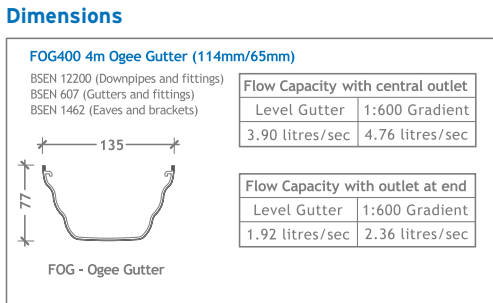 Dimensions
FOG400 4m Ogee Gutter (114mm/65mm)
BSEN 12200 (Downpipes and fittings)
BSEN 607 (Gutters and fittings)
BSEN 1462 (Eaves and brackets)
135
77
FOG - Ogee Gutter
Flow Capacity with central outlet
Level Gutter 1:600 Gradient
3.90 litres/sec 4.76 litres/sec
Flow Capacity with outlet at end
Level Gutter 1:600 Gradient
1.92 litres/sec 2.36 litres/sec